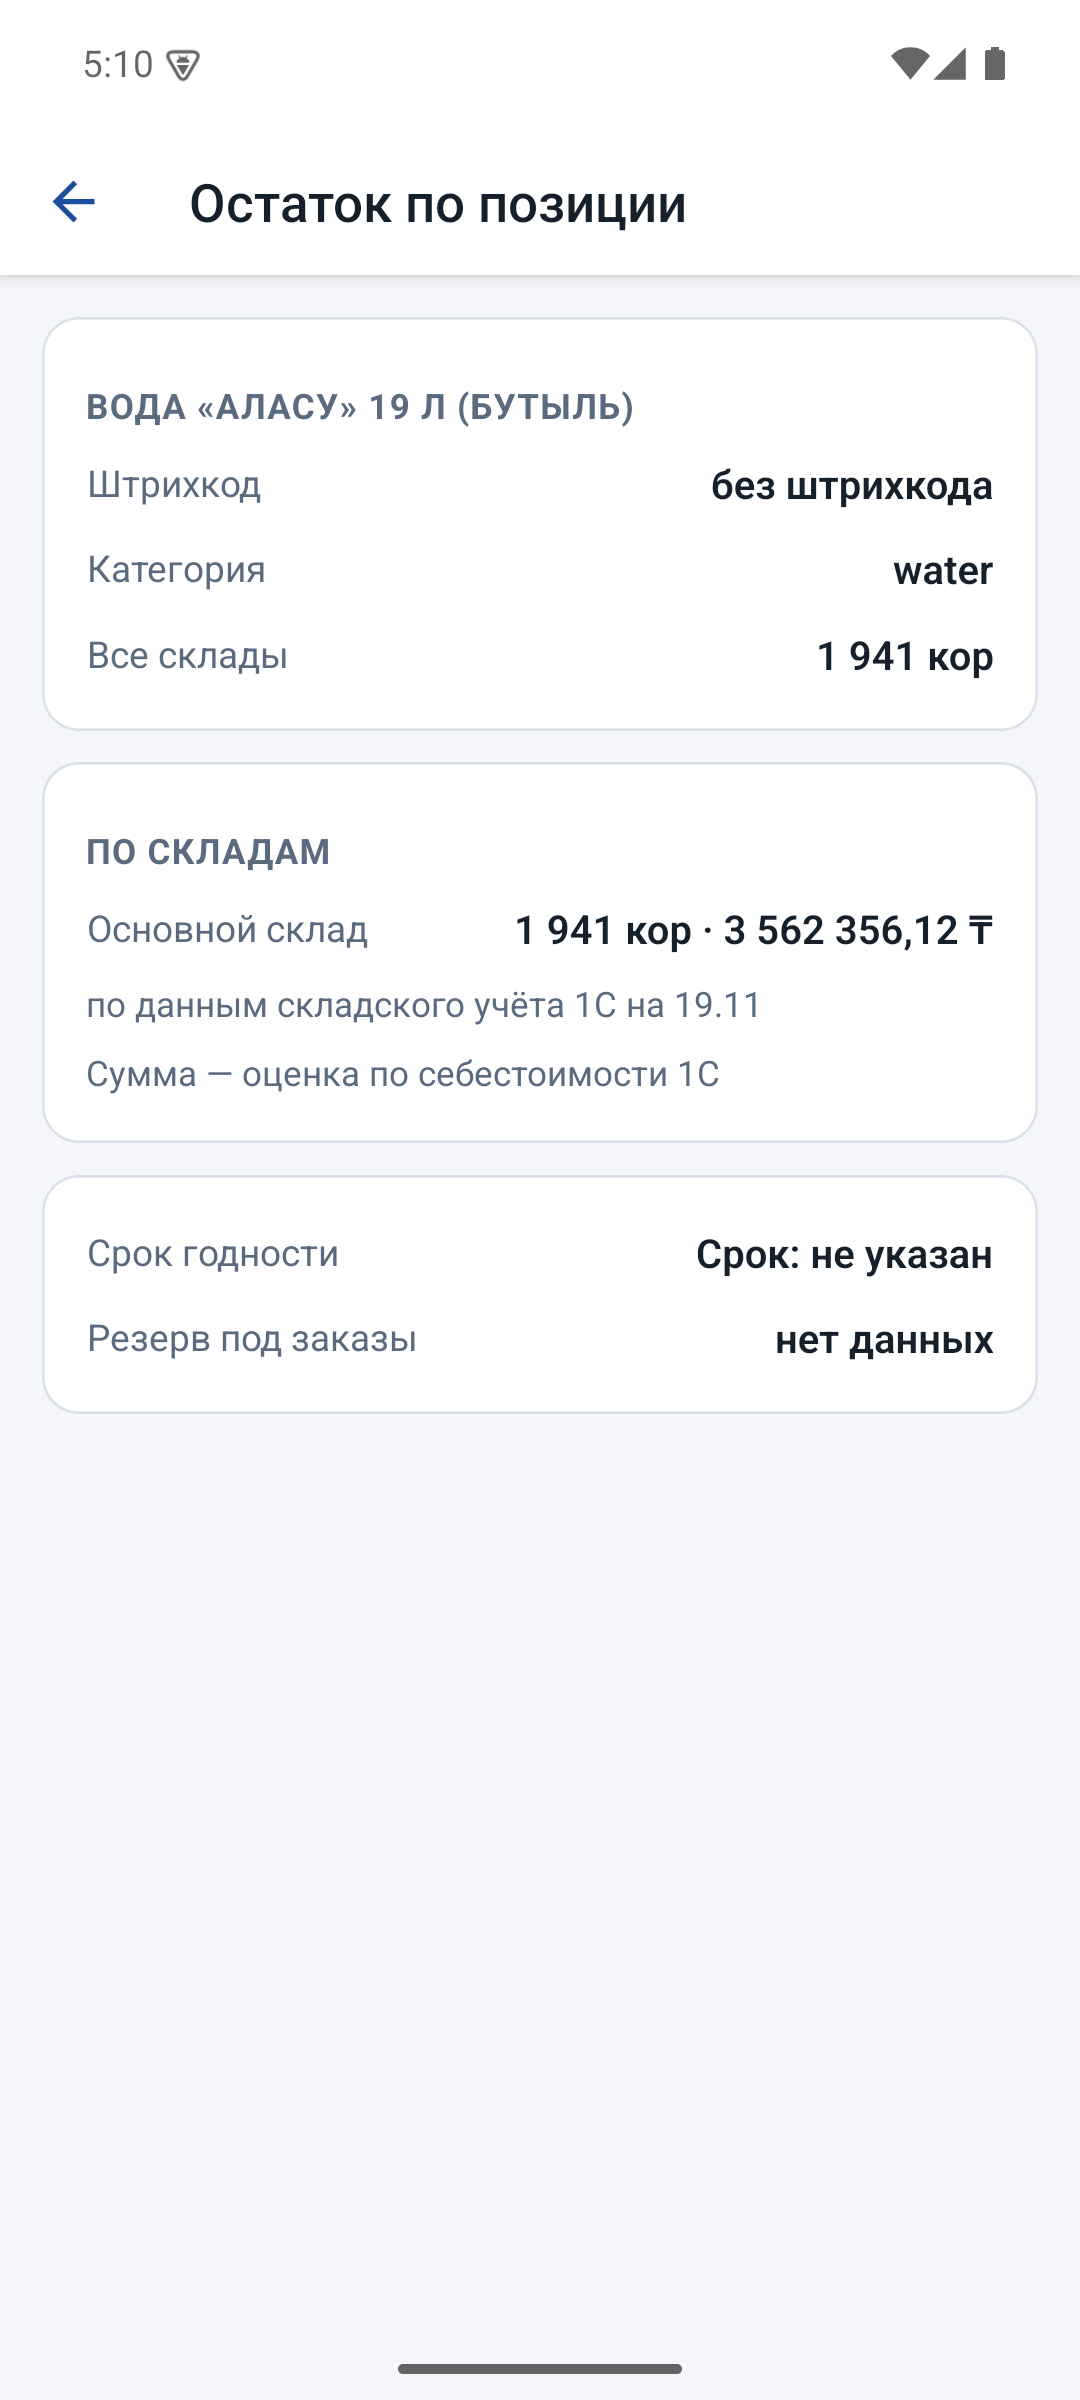 5:10
Остаток по позиции
ВОДА «АЛАСУ» 19 Л (БУТЫЛЬ)
Штрихкод без штрихкода
Категория water
Все склады 1 941 кор
ПО СКЛАДАМ
Основной склад 1 941 кор · 3 562 356,12 ₸
по данным складского учёта 1С на 19.11
Сумма — оценка по себестоимости 1С
Срок годности Срок: не указан
Резерв под заказы нет данных